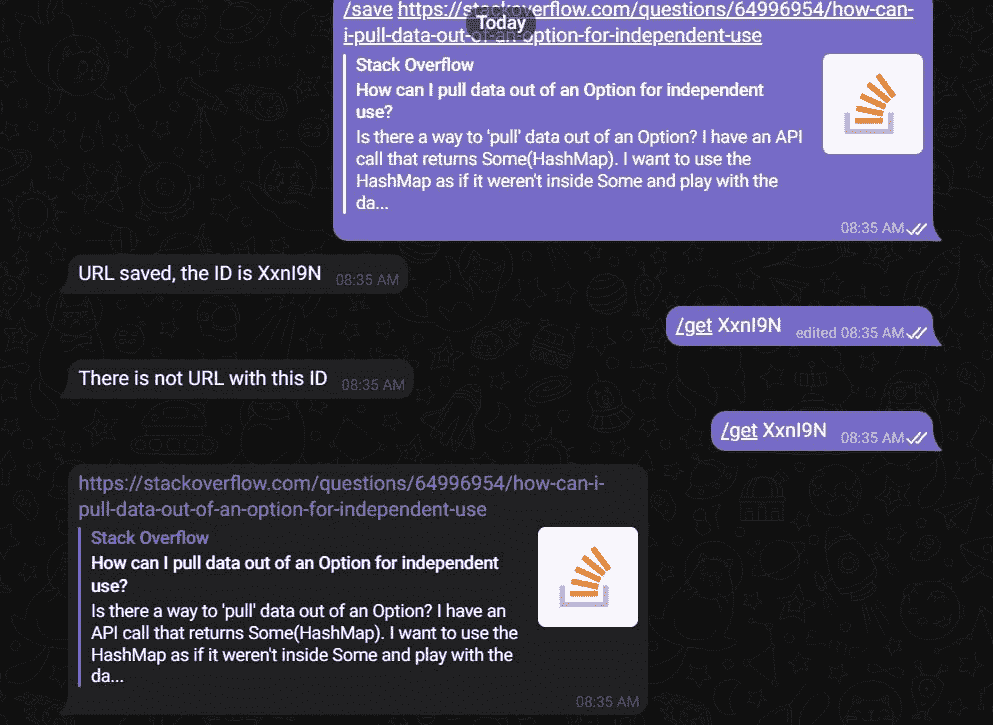 /save https://stackoverflow.com/questions/64996954/how-can-
i-pull-data-out-of-an-option-for-independent-use
Today
Stack Overflow
How can I pull data out of an Option for independent
use?
Is there a way to 'pull' data out of an Option? I have an API
call that returns Some(HashMap). I want to use the
HashMap as if it weren't inside Some and play with the
da...
08:35 AM
URL saved, the ID is XxnI9N 08:35 AM
/get XxnI9N edited 08:35 AM
There is not URL with this ID 08:35 AM
/get XxnI9N 08:35 AM
https://stackoverflow.com/questions/64996954/how-can-i-
pull-data-out-of-an-option-for-independent-use
Stack Overflow
How can I pull data out of an Option for independent
use?
Is there a way to 'pull' data out of an Option? I have an
API call that returns Some(HashMap). I want to use the
HashMap as if it weren't inside Some and play with the
da...
08:35 AM